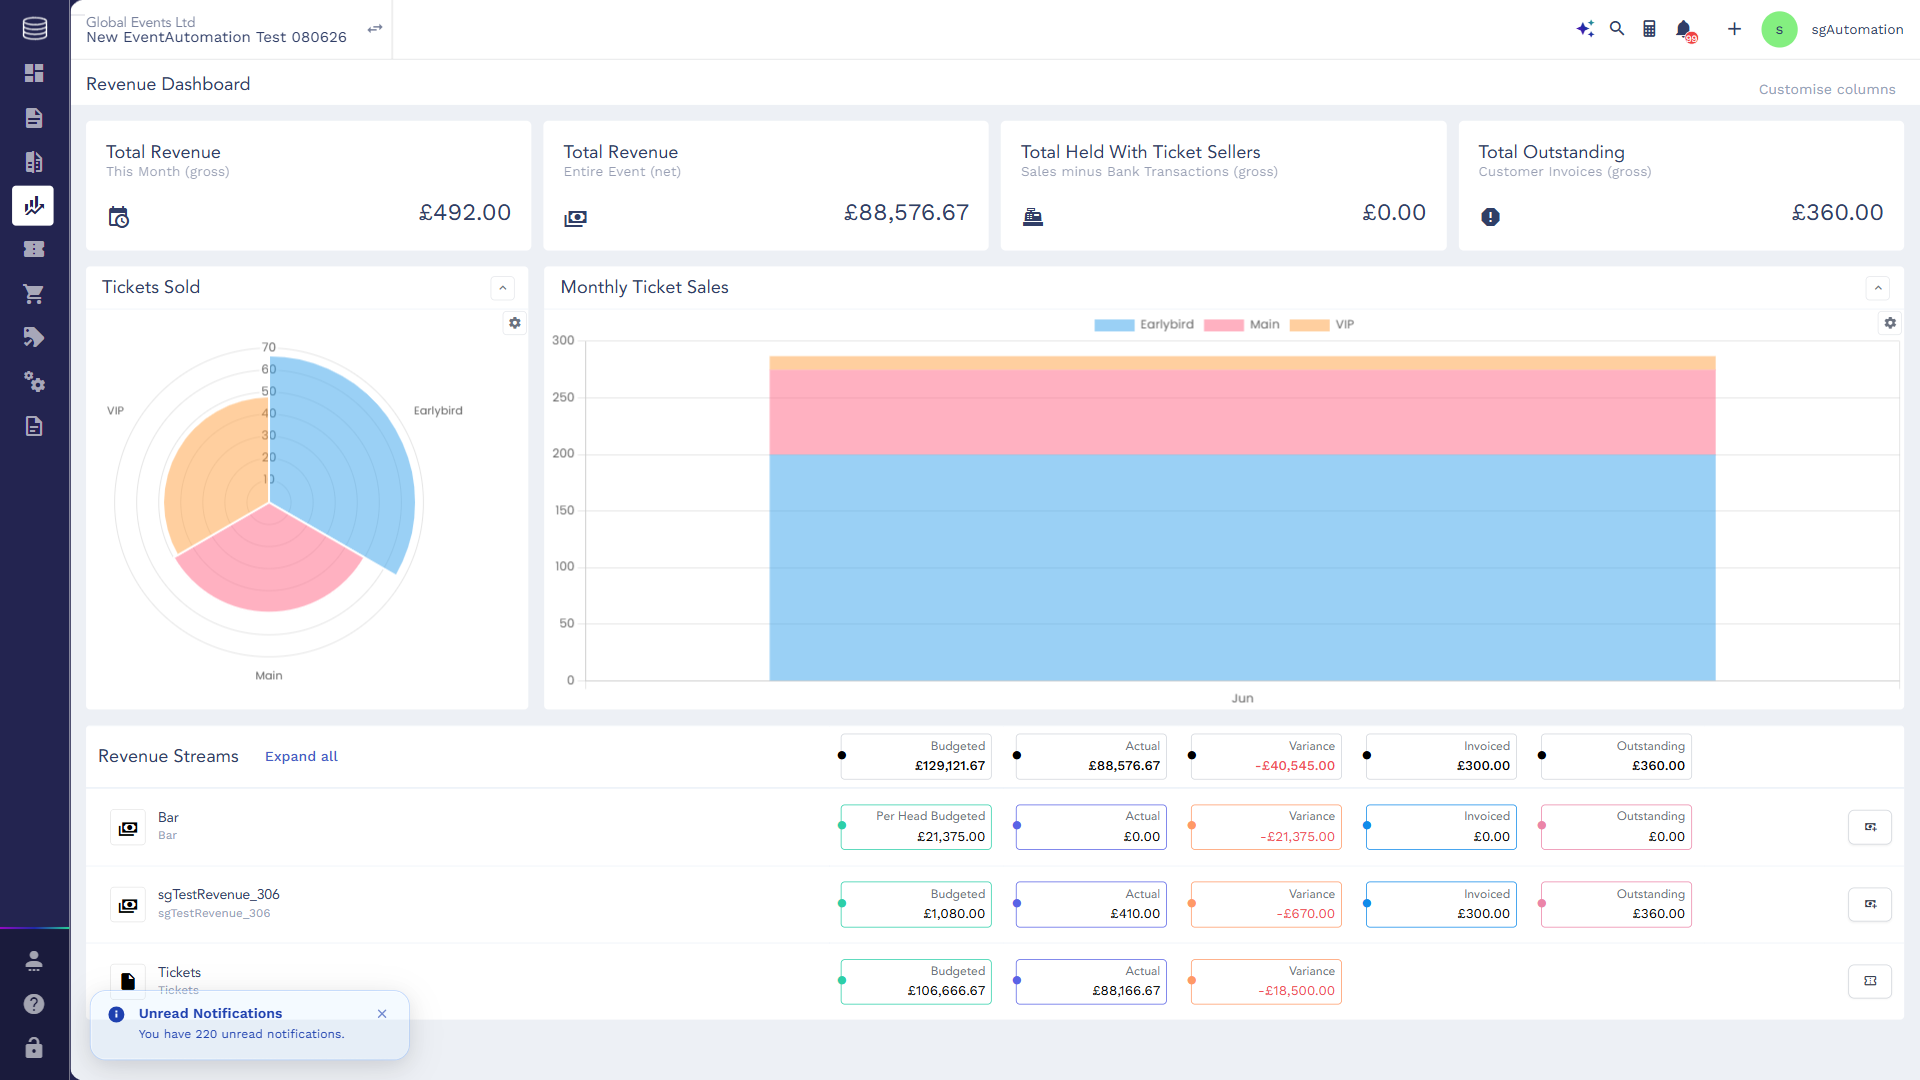 Global Events Ltd
New EventAutomation Test 080626
99
s
sgAutomation
Revenue Dashboard
Customise columns
Total Revenue
This Month (gross)
£492.00
Total Revenue
Entire Event (net)
£88,576.67
Total Held With Ticket Sellers
Sales minus Bank Transactions (gross)
£0.00
Total Outstanding
Customer Invoices (gross)
£360.00
Tickets Sold
70
60
50
40
30
20
10
VIP
Earlybird
Main
Monthly Ticket Sales
Earlybird
Main
VIP
300
250
200
150
100
50
0
Jun
Revenue Streams
Expand all
Budgeted
£129,121.67
Actual
£88,576.67
Variance
-£40,545.00
Invoiced
£300.00
Outstanding
£360.00
Bar
Bar
Per Head Budgeted
£21,375.00
Actual
£0.00
Variance
-£21,375.00
Invoiced
£0.00
Outstanding
£0.00
sgTestRevenue_306
sgTestRevenue_306
Budgeted
£1,080.00
Actual
£410.00
Variance
-£670.00
Invoiced
£300.00
Outstanding
£360.00
Tickets
Tickets
Budgeted
£106,666.67
Actual
£88,166.67
Variance
-£18,500.00
Unread Notifications
You have 220 unread notifications.